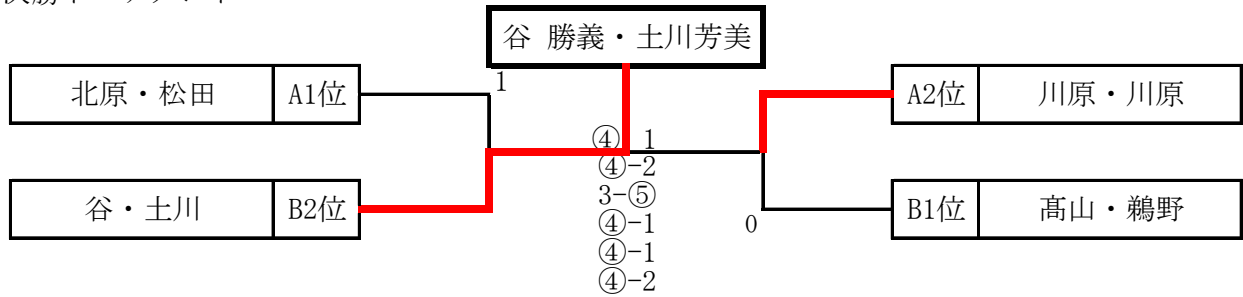 谷 勝義・土川芳美
北原・松田 A1位
1
A2位 川原・川原
④ 1
④-2
3-⑤
谷・土川 B2位
④-1
④-1
④-2
0
B1位 髙山・鵜野